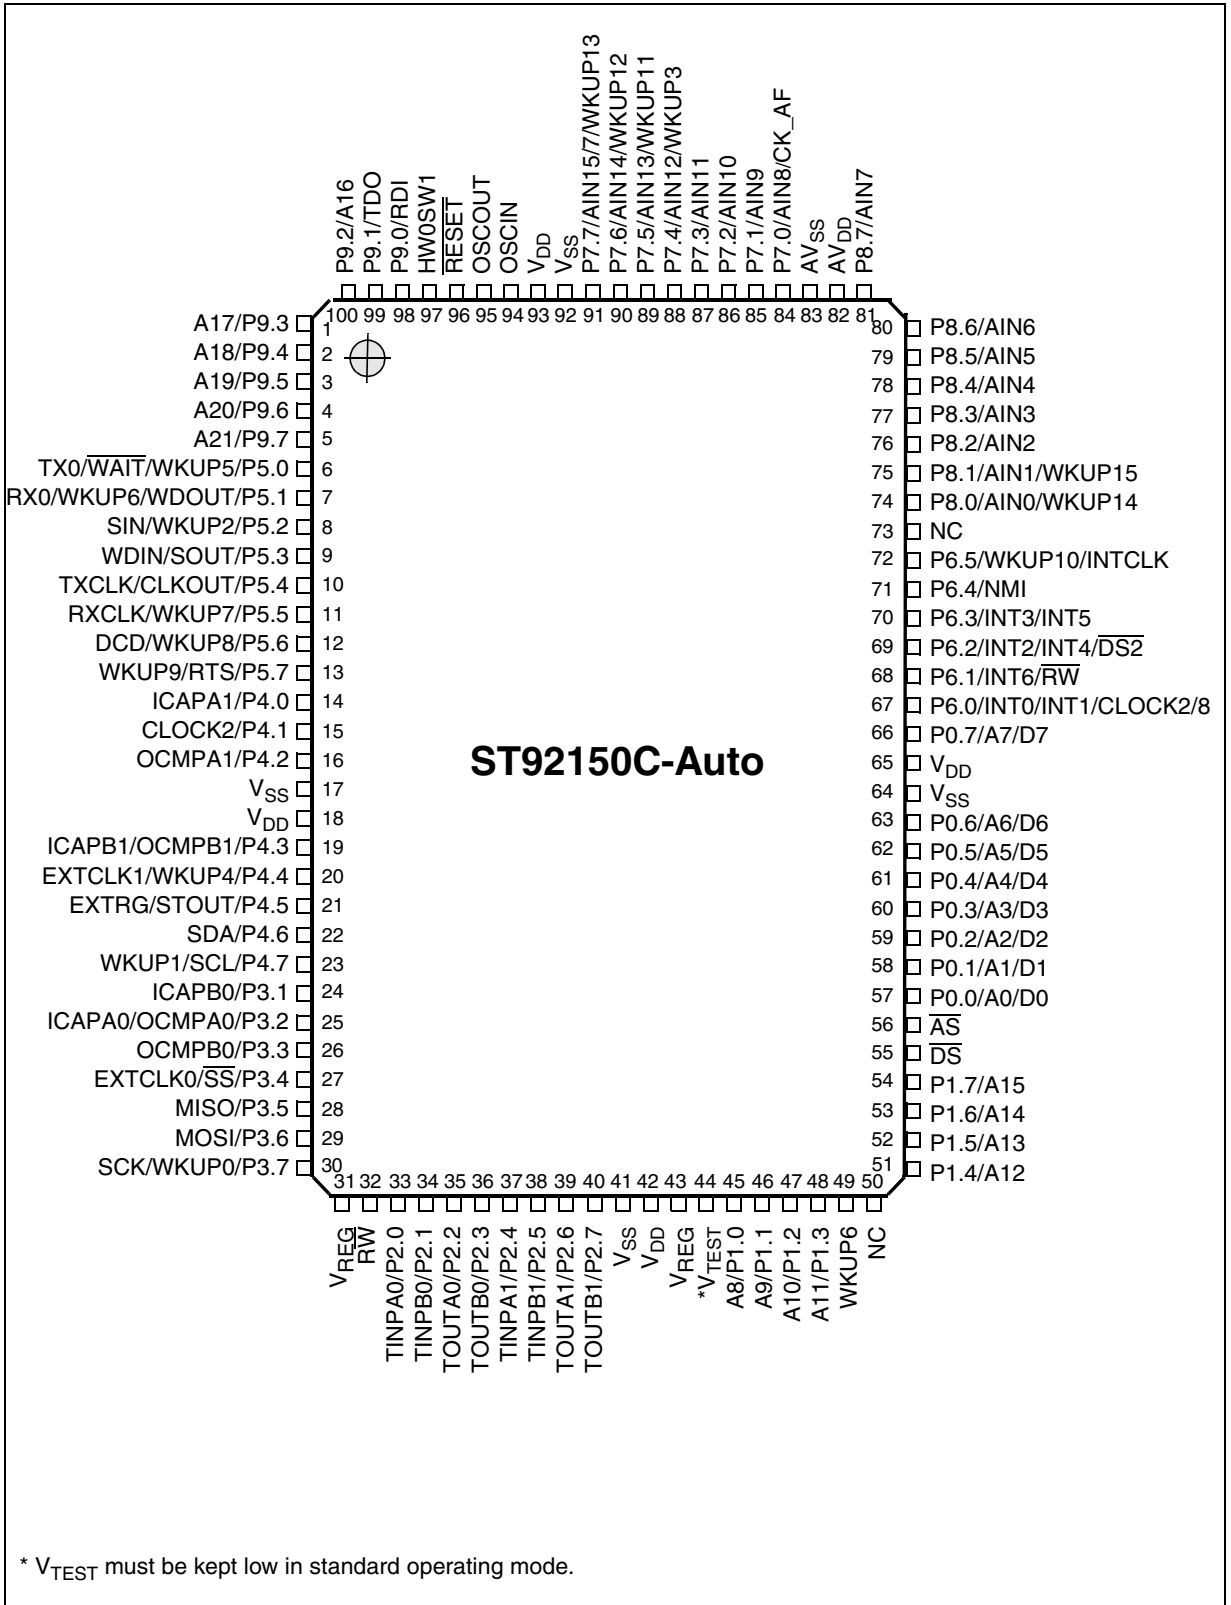 P9.2/A16
P9.1/TDO
P9.0/RDI
HW0SW1
RESET
OSCOUT
OSCIN
VDD
VSS
P7.7/AIN15/7/WKUP13
P7.6/AIN14/WKUP12
P7.5/AIN13/WKUP11
P7.4/AIN12/WKUP3
P7.3/AIN11
P7.2/AIN10
P7.1/AIN9
P7.0/AIN8/CK_AF
AVSS
AVDD
P8.7/AIN7
100 99 98 97 96 95 94 93 92 91 90 89 88 87 86 85 84 83 82 81
A17/P9.3 1
A18/P9.4 2
A19/P9.5 3
A20/P9.6 4
A21/P9.7 5
TX0/WAIT/WKUP5/P5.0 6
RX0/WKUP6/WDOUT/P5.1 7
SIN/WKUP2/P5.2 8
WDIN/SOUT/P5.3 9
TXCLK/CLKOUT/P5.4 10
RXCLK/WKUP7/P5.5 11
DCD/WKUP8/P5.6 12
WKUP9/RTS/P5.7 13
ICAPA1/P4.0 14
CLOCK2/P4.1 15
OCMPA1/P4.2 16
VSS 17
VDD 18
ICAPB1/OCMPB1/P4.3 19
EXTCLK1/WKUP4/P4.4 20
EXTRG/STOUT/P4.5 21
SDA/P4.6 22
WKUP1/SCL/P4.7 23
ICAPB0/P3.1 24
ICAPA0/OCMPA0/P3.2 25
OCMPB0/P3.3 26
EXTCLK0/SS/P3.4 27
MISO/P3.5 28
MOSI/P3.6 29
SCK/WKUP0/P3.7 30
ST92150C-Auto
80 P8.6/AIN6
79 P8.5/AIN5
78 P8.4/AIN4
77 P8.3/AIN3
76 P8.2/AIN2
75 P8.1/AIN1/WKUP15
74 P8.0/AIN0/WKUP14
73 NC
72 P6.5/WKUP10/INTCLK
71 P6.4/NMI
70 P6.3/INT3/INT5
69 P6.2/INT2/INT4/DS2
68 P6.1/INT6/RW
67 P6.0/INT0/INT1/CLOCK2/8
66 P0.7/A7/D7
65 VDD
64 VSS
63 P0.6/A6/D6
62 P0.5/A5/D5
61 P0.4/A4/D4
60 P0.3/A3/D3
59 P0.2/A2/D2
58 P0.1/A1/D1
57 P0.0/A0/D0
56 AS
55 DS
54 P1.7/A15
53 P1.6/A14
52 P1.5/A13
51 P1.4/A12
31 32 33 34 35 36 37 38 39 40 41 42 43 44 45 46 47 48 49 50
VREG
RW
TINPA0/P2.0
TINPB0/P2.1
TOUTA0/P2.2
TOUTB0/P2.3
TINPA1/P2.4
TINPB1/P2.5
TOUTA1/P2.6
TOUTB1/P2.7
VSS
VDD
VREG
*VTEST
A8/P1.0
A9/P1.1
A10/P1.2
A11/P1.3
WKUP6
NC
* VTEST must be kept low in standard operating mode.